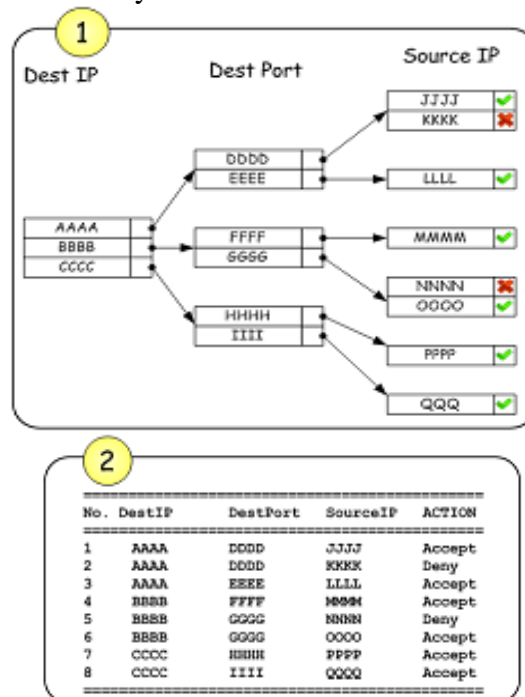 1
Dest IP
Dest Port
Source IP
JJJJ
KKKK
DDDD
EEEE
LLLL
AAAA
BBBB
CCCC
FFFF
GGGG
MMMM
NNNN
OOOO
HHHH
IIII
PPPP
QQQ
2
No. DestIP DestPort SourceIP ACTION
1 AAAA DDDD JJJJ Accept
2 AAAA DDDD KKKK Deny
3 AAAA EEEE LLLL Accept
4 BBBB FFFF MMMM Accept
5 BBBB GGGG NNNN Deny
6 BBBB GGGG OOOO Accept
7 CCCC HHHH PPPP Accept
8 CCCC IIII QQQQ Accept